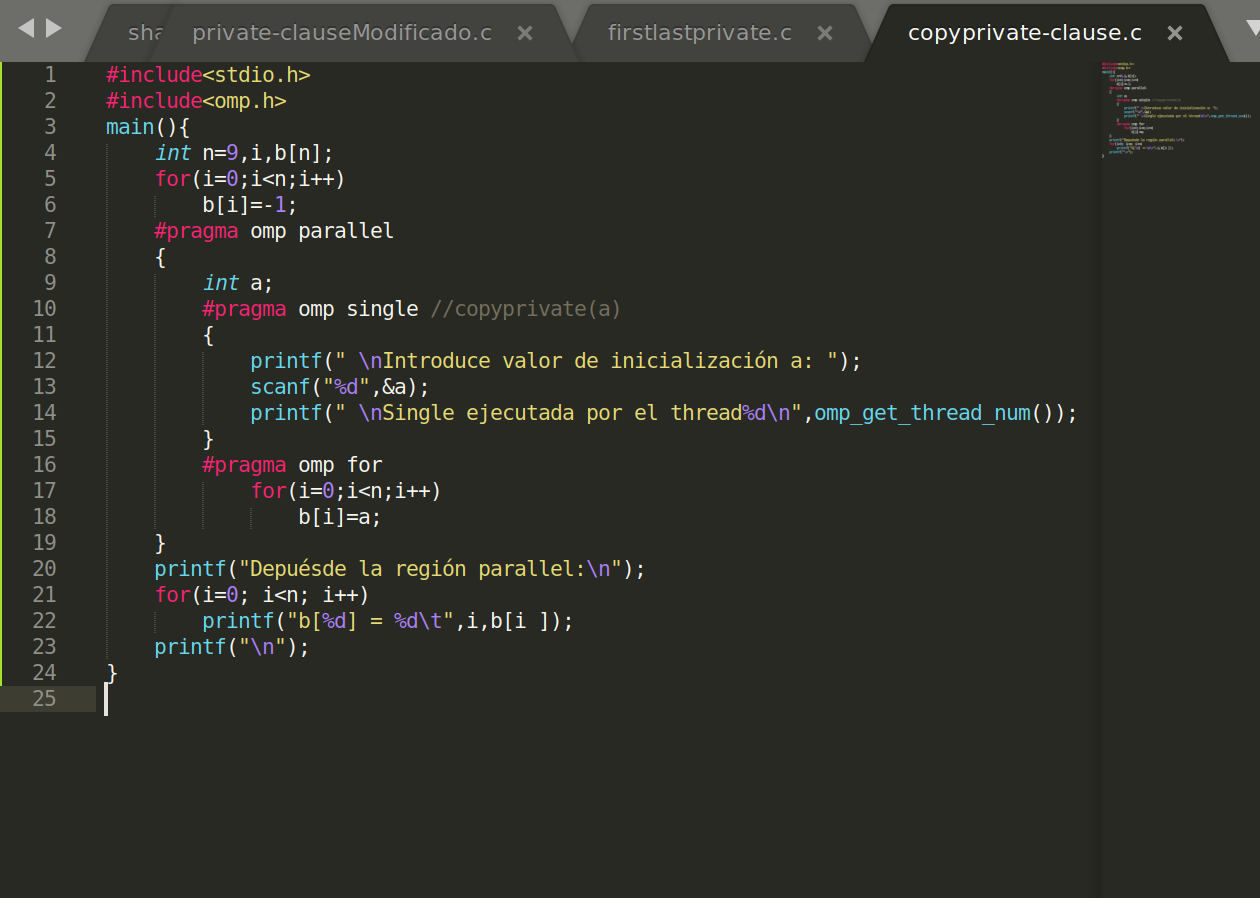 sha private-clauseModificado.c × firstlastprivate.c × copyprivate-clause.c ×
1 #include<stdio.h>
2 #include<omp.h>
3 main(){
4     int n=9,i,b[n];
5     for(i=0;i<n;i++)
6         b[i]=-1;
7     #pragma omp parallel
8     {
9         int a;
10         #pragma omp single //copyprivate(a)
11         {
12             printf(" \nIntroduce valor de inicialización a: ");
13             scanf("%d",&a);
14             printf(" \nSingle ejecutada por el thread%d\n",omp_get_thread_num());
15         }
16         #pragma omp for
17             for(i=0;i<n;i++)
18                 b[i]=a;
19     }
20     printf("Depuésde la región parallel:\n");
21     for(i=0; i<n; i++)
22         printf("b[%d] = %d\t",i,b[i ]);
23     printf("\n");
24 }
25